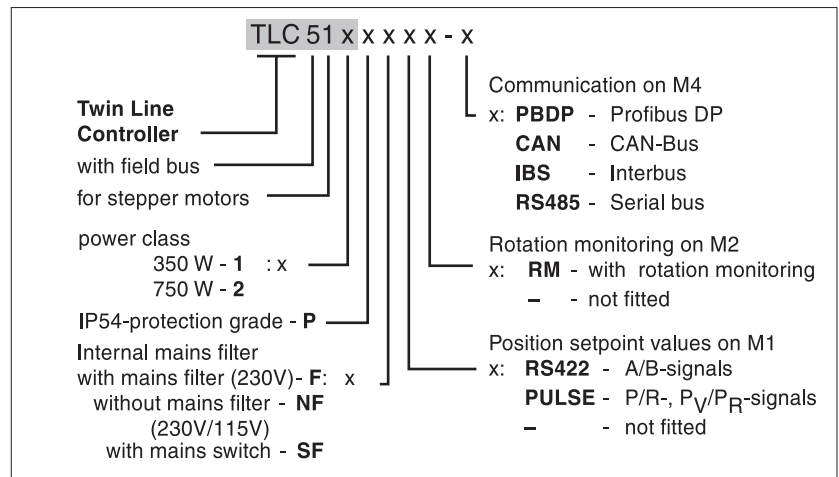 TLC 51 x x x x x - x
Twin Line
Controller
with field bus
for stepper motors
power class
350 W - 1 : x
750 W - 2
IP54-protection grade - P
Internal mains filter
with mains filter (230V)- F: x
without mains filter - NF
(230V/115V)
with mains switch - SF
Communication on M4
x: PBDP - Profibus DP
CAN - CAN-Bus
IBS - Interbus
RS485 - Serial bus
Rotation monitoring on M2
x: RM - with rotation monitoring
– - not fitted
Position setpoint values on M1
x: RS422 - A/B-signals
PULSE - P/R-, PV/PR-signals
– - not fitted